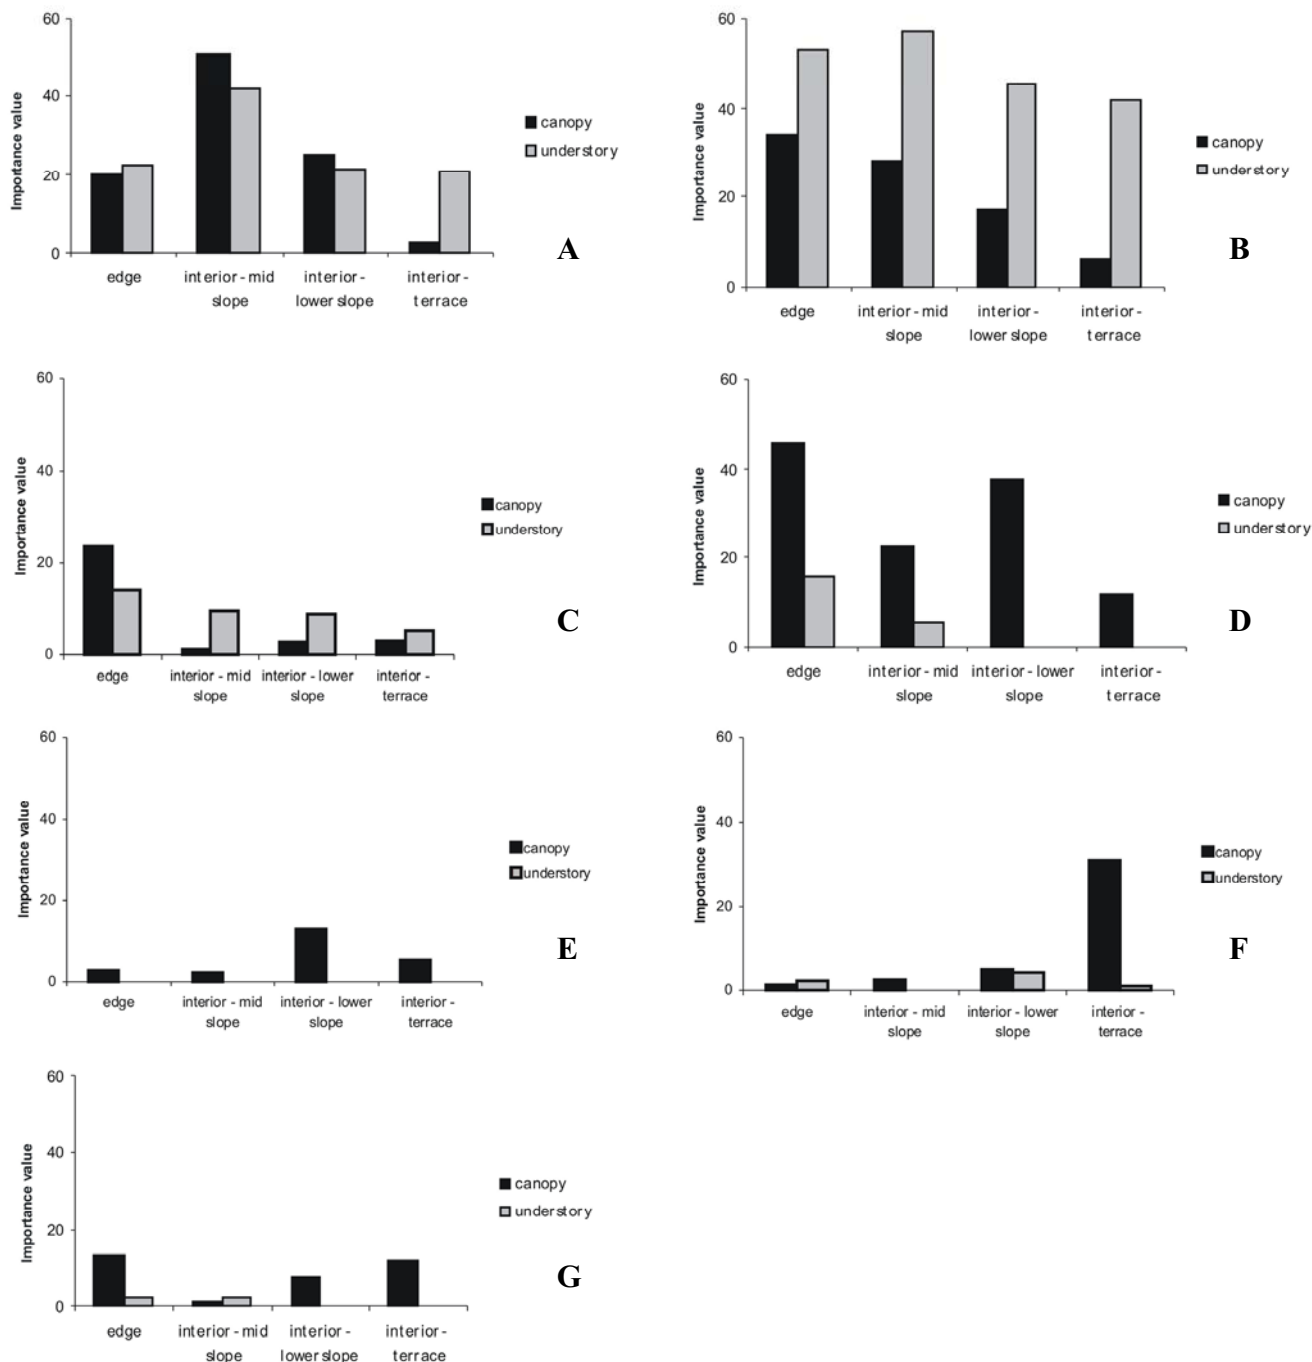 60
40
20
0
Importance value
canopy
understory
A
edge
interior - mid slope
interior - lower slope
interior - terrace
60
40
20
0
Importance value
canopy
understory
B
edge
interior - mid slope
interior - lower slope
interior - terrace
60
40
20
0
Importance value
canopy
understory
C
edge
interior - mid slope
interior - lower slope
interior - terrace
60
40
20
0
Importance value
canopy
understory
D
edge
interior - mid slope
interior - lower slope
interior - terrace
60
40
20
0
Importance value
canopy
understory
E
edge
interior - mid slope
interior - lower slope
interior - terrace
60
40
20
0
Importance value
canopy
understory
F
edge
interior - mid slope
interior - lower slope
interior - terrace
60
40
20
0
Importance value
canopy
understory
G
edge
interior - mid slope
interior - lower slope
interior - terrace